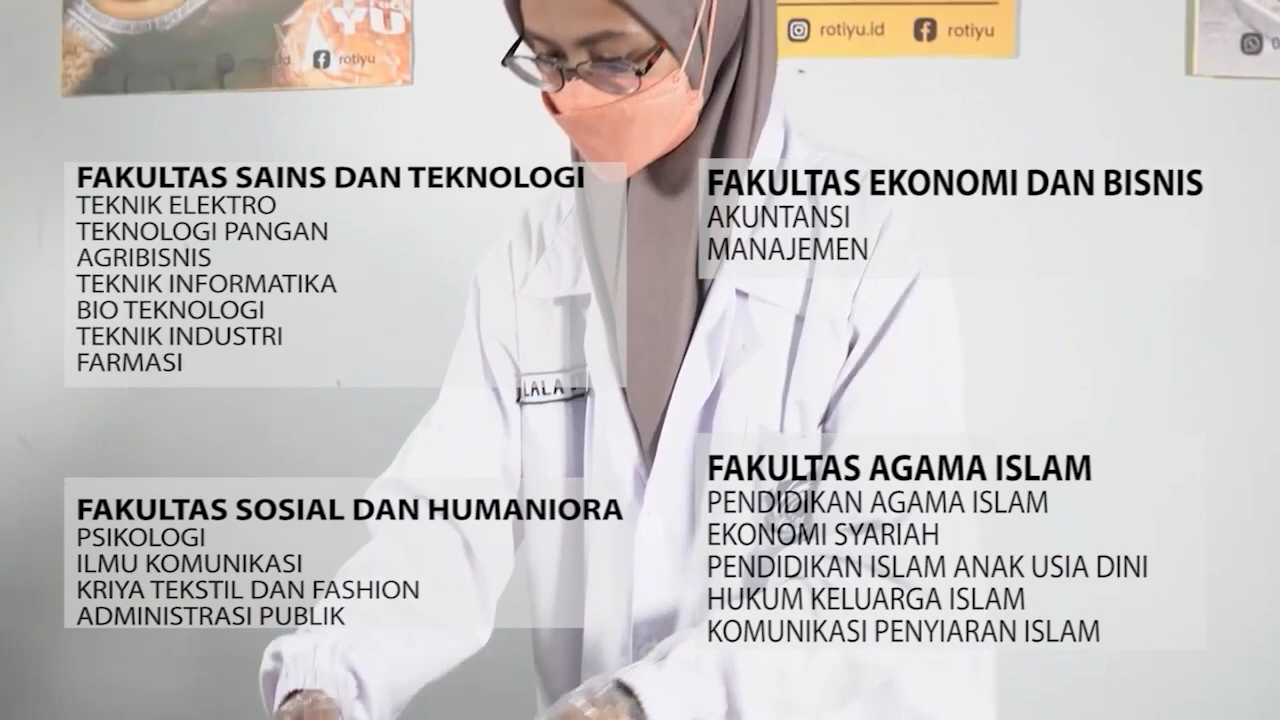 YU
rotiyu
rotiyu.id
rotiyu
FAKULTAS SAINS DAN TEKNOLOGI
TEKNIK ELEKTRO
TEKNOLOGI PANGAN
AGRIBISNIS
TEKNIK INFORMATIKA
BIO TEKNOLOGI
TEKNIK INDUSTRI
FARMASI
FAKULTAS EKONOMI DAN BISNIS
AKUNTANSI
MANAJEMEN
LALA
FAKULTAS SOSIAL DAN HUMANIORA
PSIKOLOGI
ILMU KOMUNIKASI
KRIYA TEKSTIL DAN FASHION
ADMINISTRASI PUBLIK
FAKULTAS AGAMA ISLAM
PENDIDIKAN AGAMA ISLAM
EKONOMI SYARIAH
PENDIDIKAN ISLAM ANAK USIA DINI
HUKUM KELUARGA ISLAM
KOMUNIKASI PENYIARAN ISLAM